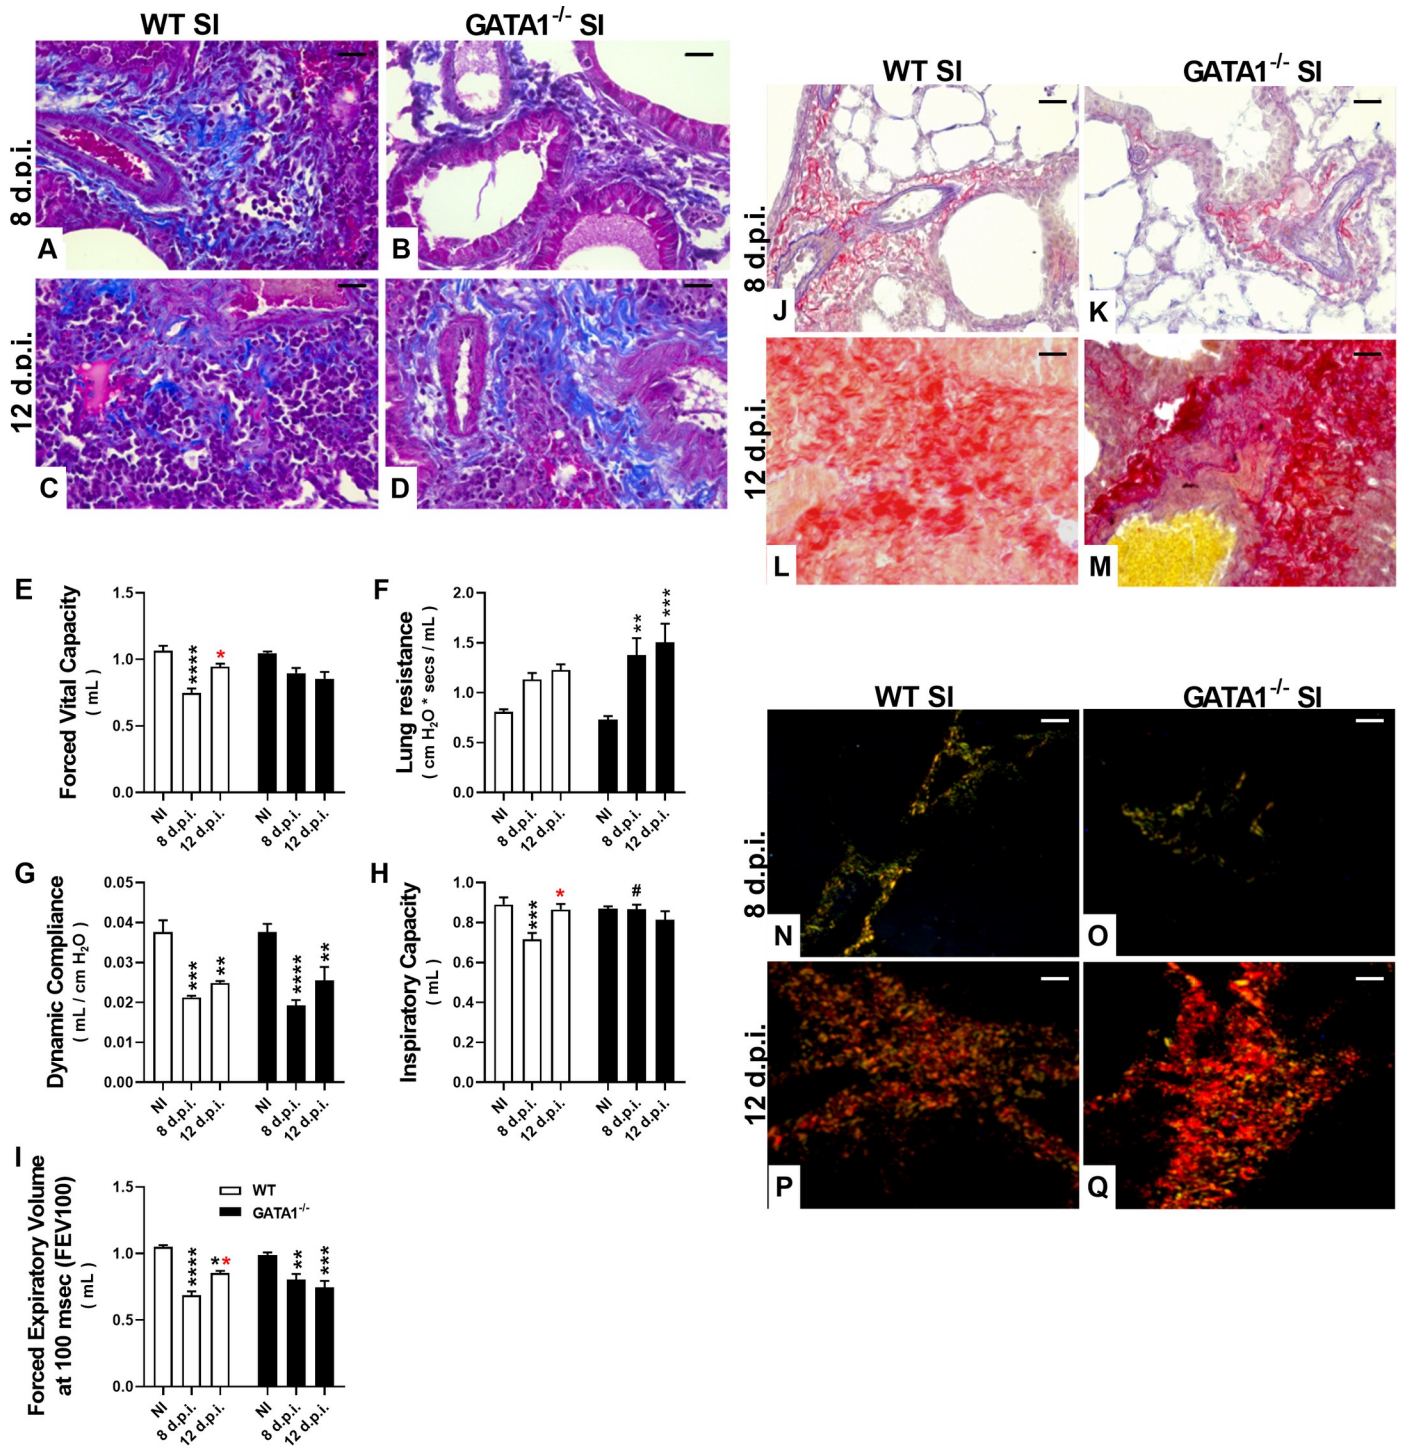 WT SI
GATA1-/- SI
8 d.p.i.
A
B
12 d.p.i.
C
D
WT SI
GATA1-/- SI
8 d.p.i.
J
K
12 d.p.i.
L
M
E
Forced Vital Capacity
( mL )
1.5
1.0
0.5
0.0
****
*
NI
8 d.p.i.
12 d.p.i.
NI
8 d.p.i.
12 d.p.i.
F
Lung resistance
( cm H2O * secs / mL )
2.0
1.5
1.0
0.5
0.0
**
***
NI
8 d.p.i.
12 d.p.i.
NI
8 d.p.i.
12 d.p.i.
G
Dynamic Compliance
( mL / cm H2O )
0.05
0.04
0.03
0.02
0.01
0.00
***
**
****
**
NI
8 d.p.i.
12 d.p.i.
NI
8 d.p.i.
12 d.p.i.
H
Inspiratory Capacity
( mL )
1.0
0.8
0.6
0.4
0.2
0.0
***
*
#
NI
8 d.p.i.
12 d.p.i.
NI
8 d.p.i.
12 d.p.i.
I
Forced Expiratory Volume
at 100 msec (FEV100)
( mL )
1.5
1.0
0.5
0.0
WT
GATA1-/-
****
**
**
***
NI
8 d.p.i.
12 d.p.i.
NI
8 d.p.i.
12 d.p.i.
WT SI
GATA1-/- SI
8 d.p.i.
N
O
12 d.p.i.
P
Q